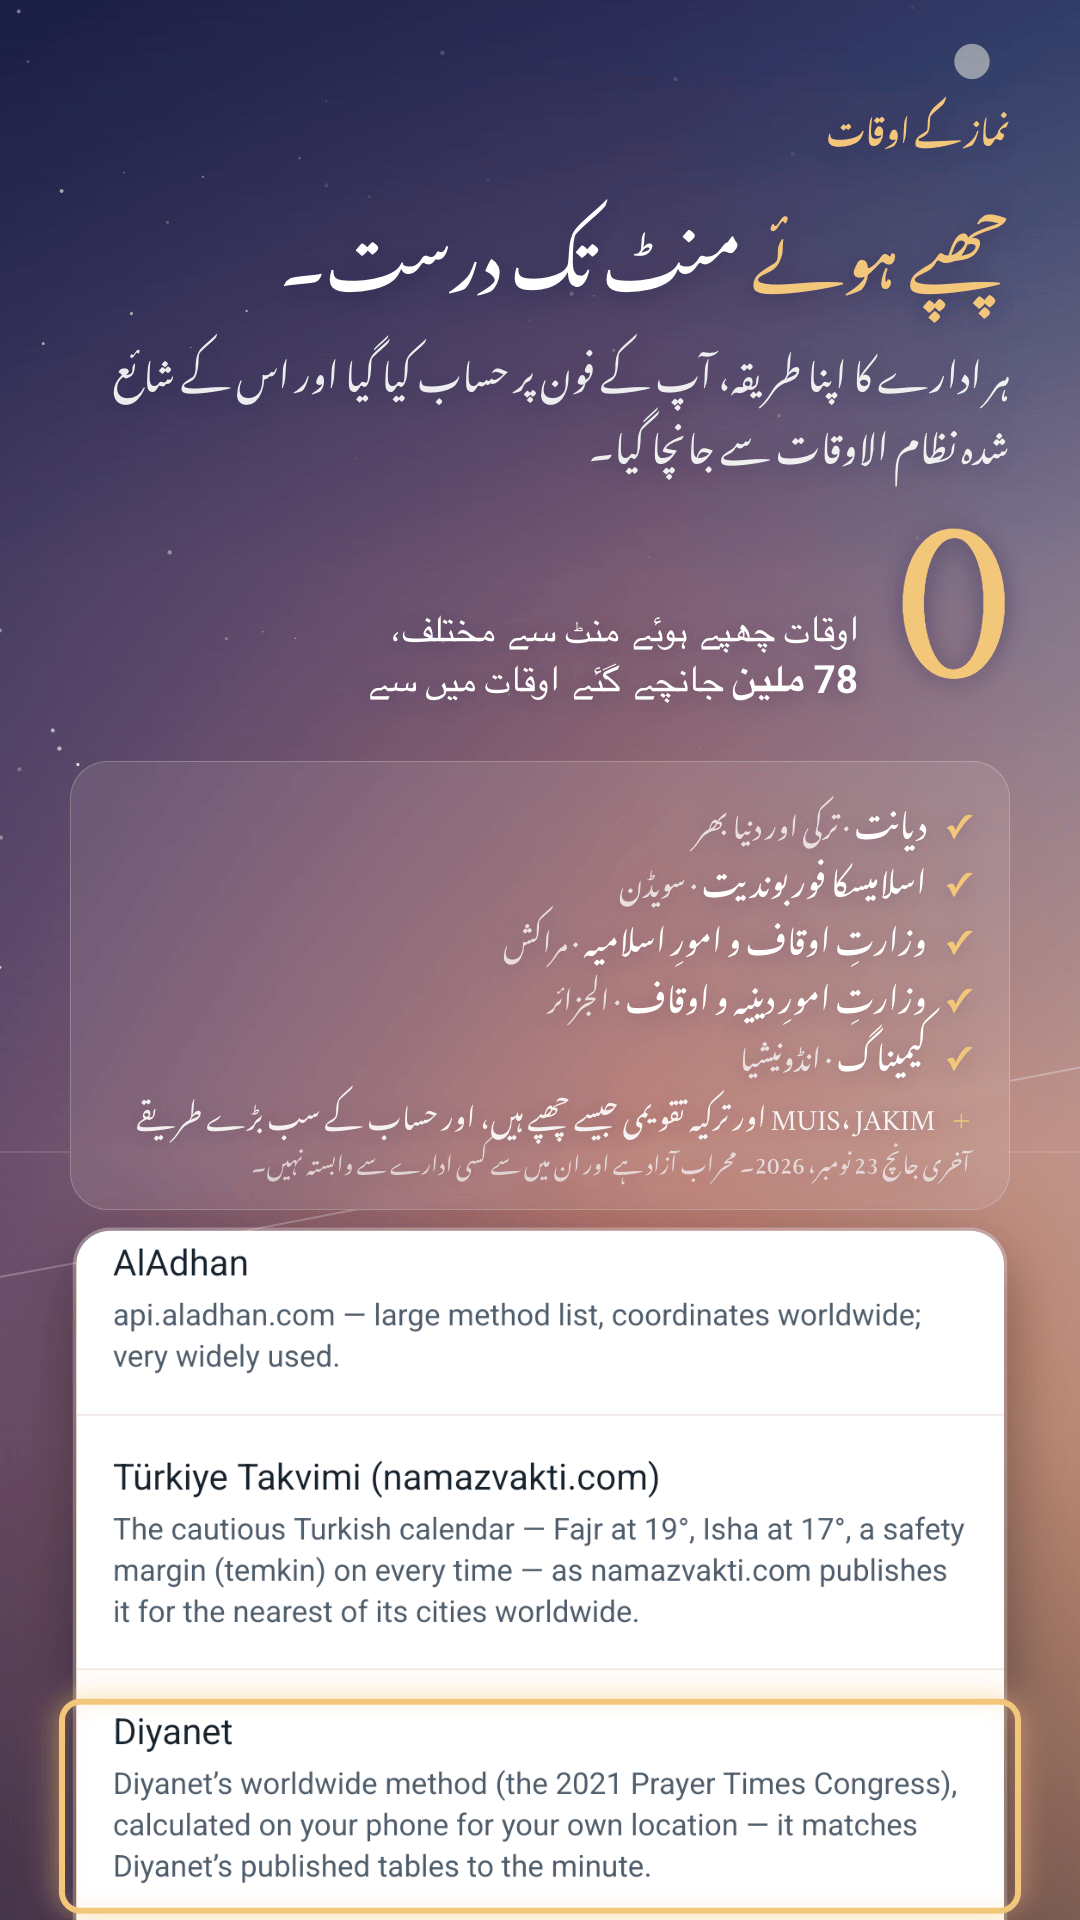 نماز کے اوقات
چھپے ہوئے منٹ تک درست۔
ہر ادارے کا اپنا طریقہ، آپ کے فون پر حساب کیا گیا اور اس کے شائع
شدہ نظام الاوقات سے جانچا گیا۔
0
اوقات چھپے ہوئے منٹ سے مختلف،
78 ملین جانچے گئے اوقات میں سے
✓ دیانت · ترکی اور دنیا بھر
✓ اسلامیسکا فوربوندیت · سویڈن
✓ وزارتِ اوقاف و امورِ اسلامیہ · مراکش
✓ وزارتِ امورِ دینیہ و اوقاف · الجزائر
✓ کیمیناگ · انڈونیشیا
+ MUIS، JAKIM اور ترکیہ تقویمی جیسے چھپے ہیں، اور حساب کے سب بڑے طریقے
آخری جانچ 23 نومبر، 2026۔ محراب آزاد ہے اور ان میں سے کسی ادارے سے وابستہ نہیں۔
AlAdhan
api.aladhan.com — large method list, coordinates worldwide;
very widely used.
Türkiye Takvimi (namazvakti.com)
The cautious Turkish calendar — Fajr at 19°, Isha at 17°, a safety
margin (temkin) on every time — as namazvakti.com publishes
it for the nearest of its cities worldwide.
Diyanet
Diyanet’s worldwide method (the 2021 Prayer Times Congress),
calculated on your phone for your own location — it matches
Diyanet’s published tables to the minute.